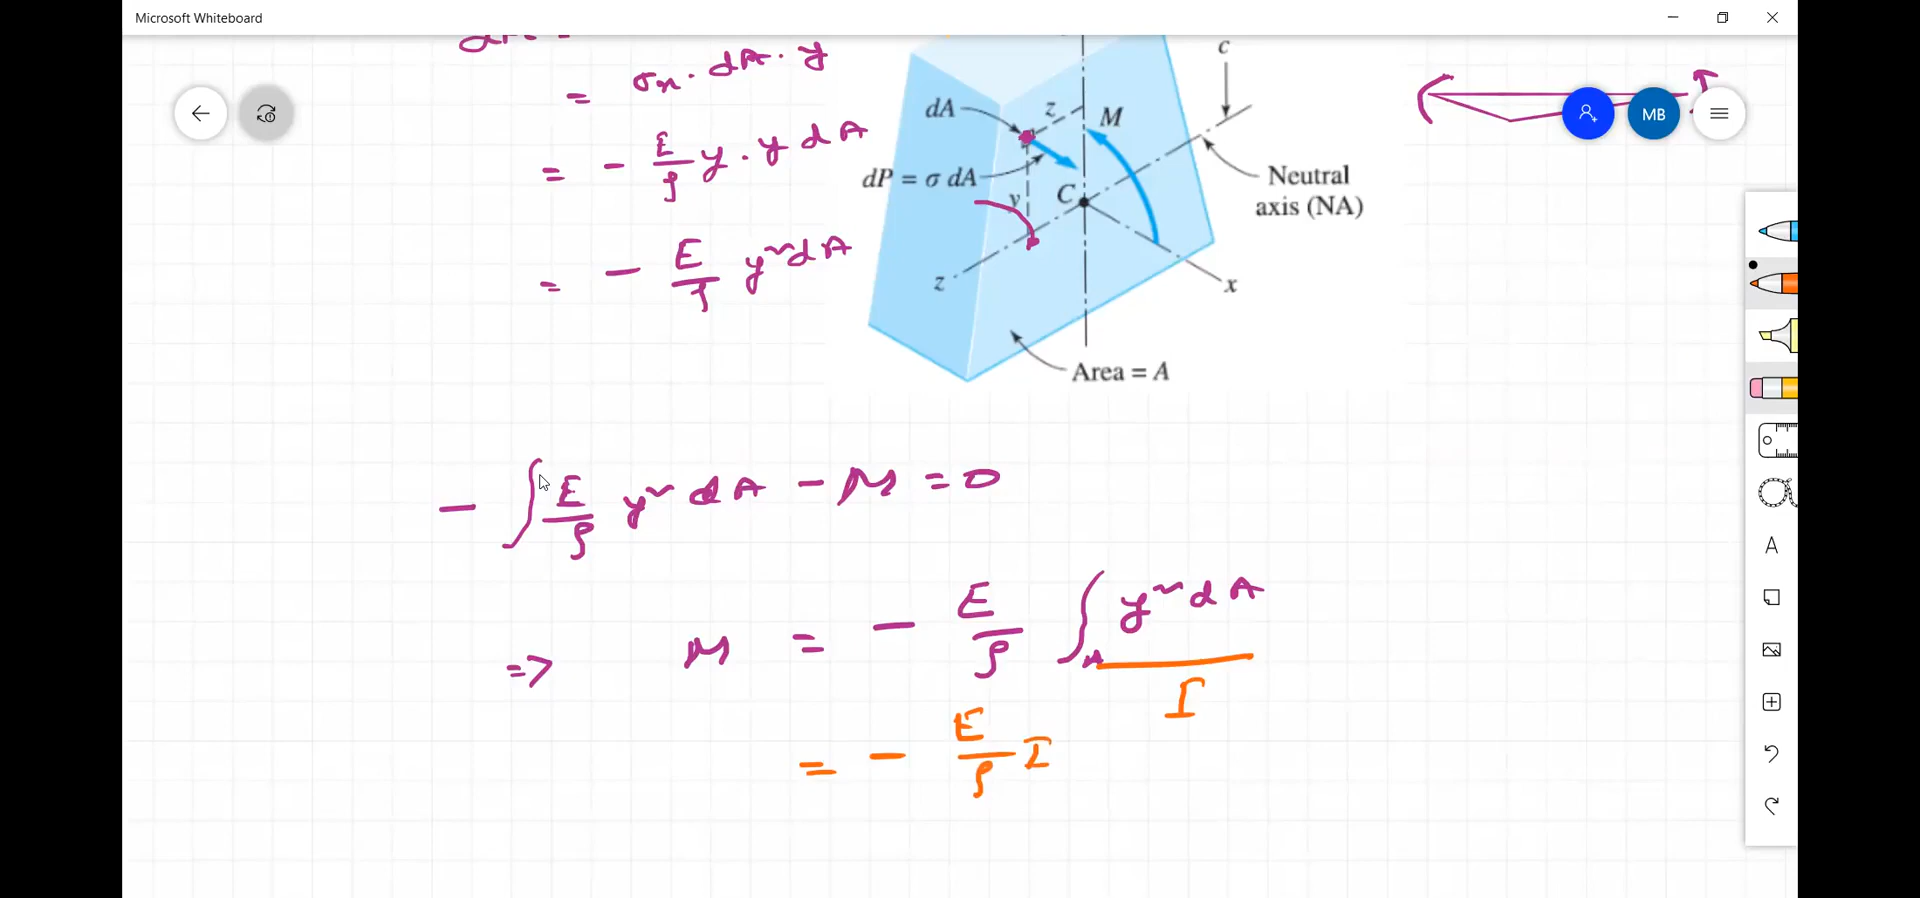 Microsoft Whiteboard
= σx · dA · y
= - E/ρ y · y dA
= - E/ρ y² dA
c
dA
z
M
dP = σ dA
y
C
Neutral
axis (NA)
z
x
Area = A
MB
A
- ∫ E/ρ y² dA - M = 0
=> M = - E/ρ ∫A y² dA
I
= - E/ρ I